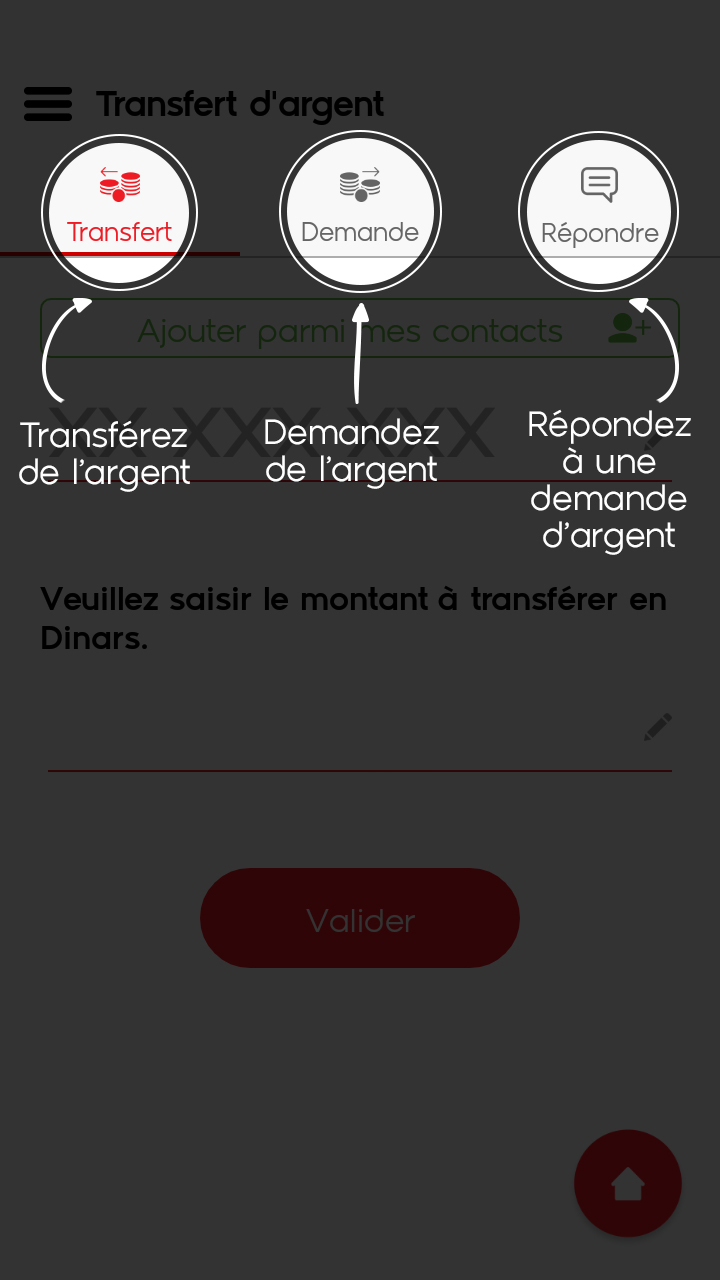 Transfert d'argent
Transfert
Demande
Répondre
Ajouter parmi mes contacts
XX XXX XXX
Transférez
de l'argent
Demandez
de l'argent
Répondez
à une
demande
d'argent
Veuillez saisir le montant à transférer en
Dinars.
Valider